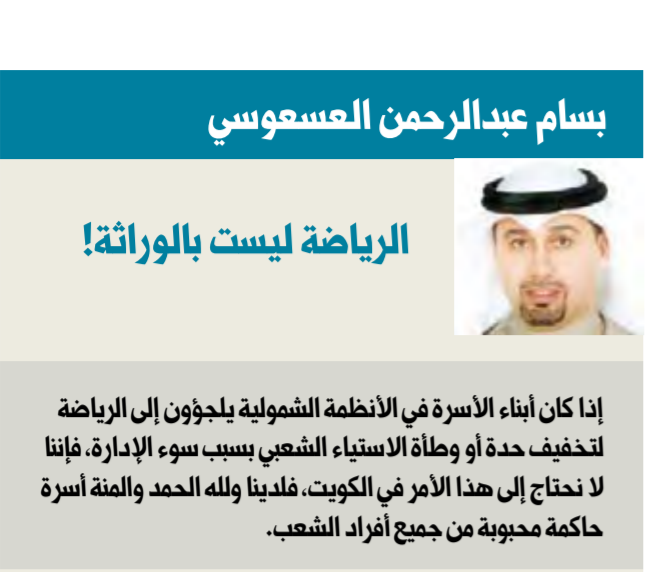 بسام عبدالرحمن العسعوسي
الرياضة ليست بالوراثة!
إذا كان أبناء الأسرة في الأنظمة الشمولية يلجؤون إلى الرياضة
لتخفيف حدة أو وطأة الاستياء الشعبي بسبب سوء الإدارة، فإننا
لا نحتاج إلى هذا الأمر في الكويت، فلدينا ولله الحمد والمنة أسرة
حاكمة محبوبة من جميع أفراد الشعب.